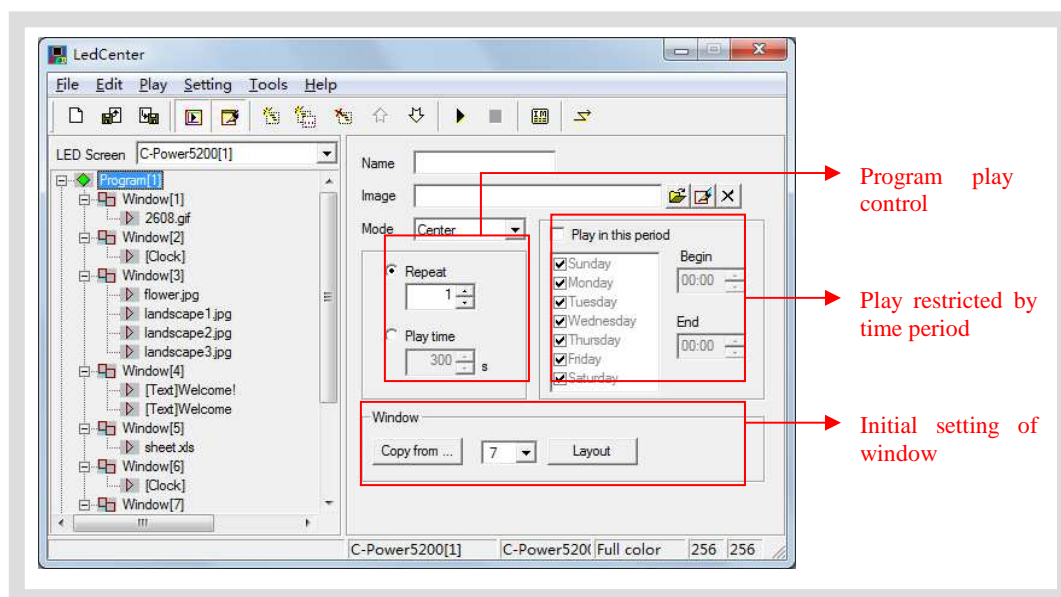 LedCenter
File Edit Play Setting Tools Help
LED Screen C-Power5200[1]
Program[1]
Window[1]
2608.gif
Window[2]
[Clock]
Window[3]
flower.jpg
landscape1.jpg
landscape2.jpg
landscape3.jpg
Window[4]
[Text]Welcome!
[Text]Welcome
Window[5]
sheet.xls
Window[6]
[Clock]
Window[7]
Name
Image
Mode Center
Repeat
1
Play time
300 s
Play in this period
Sunday
Monday
Tuesday
Wednesday
Thursday
Friday
Saturday
Begin
00:00
End
00:00
Window
Copy from ... 7 Layout
C-Power5200[1] C-Power520( Full color 256 256
Program play
control
Play restricted by
time period
Initial setting of
window